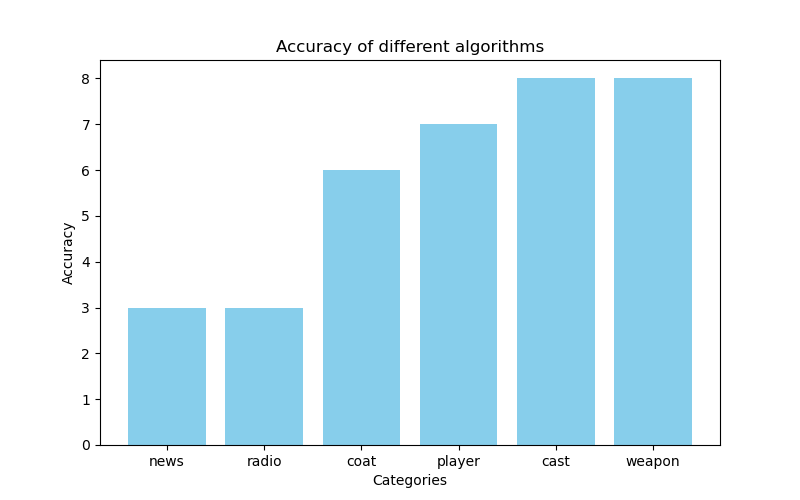 Accuracy of different algorithms
Accuracy
8
7
6
5
4
3
2
1
0
news radio coat player cast weapon
Categories